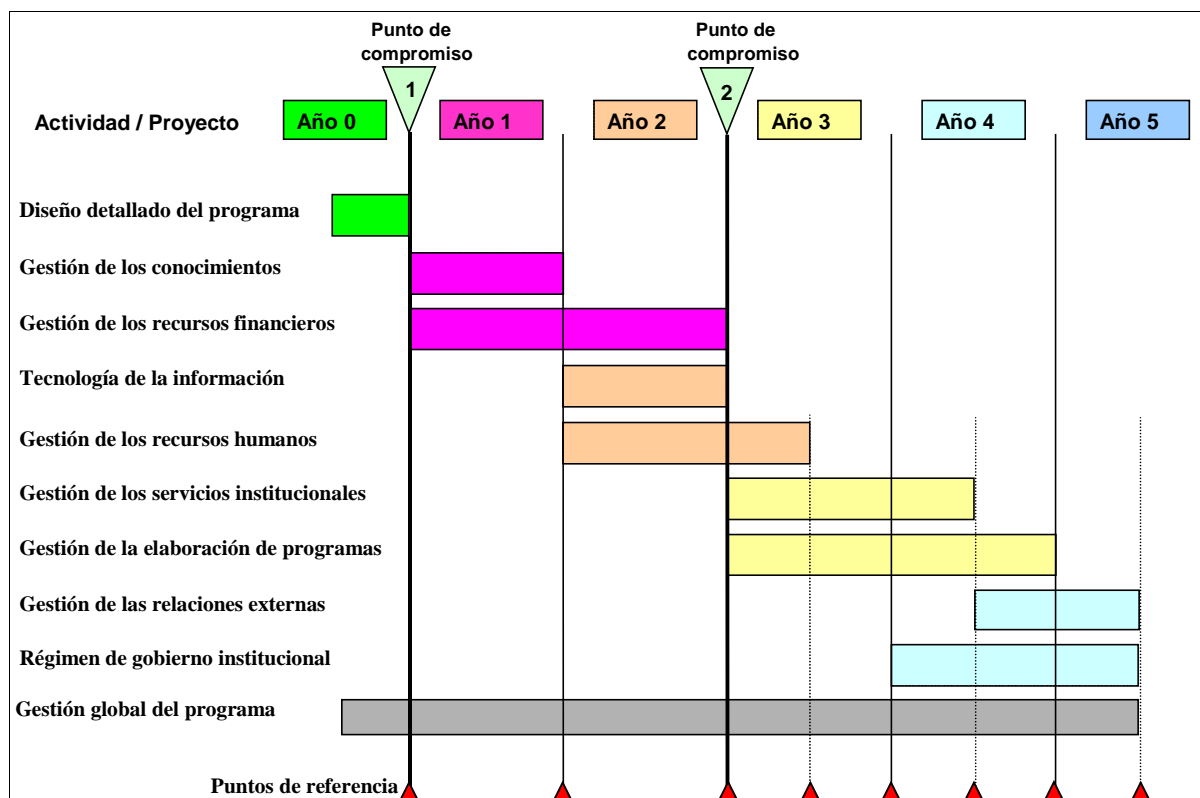 Punto de
compromiso
1
Punto de
compromiso
2
Actividad / Proyecto
Año 0
Año 1
Año 2
Año 3
Año 4
Año 5
Diseño detallado del programa
Gestión de los conocimientos
Gestión de los recursos financieros
Tecnología de la información
Gestión de los recursos humanos
Gestión de los servicios institucionales
Gestión de la elaboración de programas
Gestión de las relaciones externas
Régimen de gobierno institucional
Gestión global del programa
Puntos de referencia